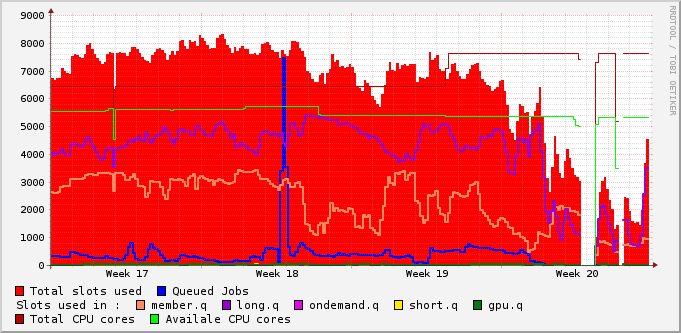 RRDTOOL / TOBI OETIKER
9000
8000
7000
6000
5000
4000
3000
2000
1000
0
Week 17 Week 18 Week 19 Week 20
Total slots used Queued Jobs
Slots used in : member.q long.q ondemand.q short.q gpu.q
Total CPU cores Availale CPU cores